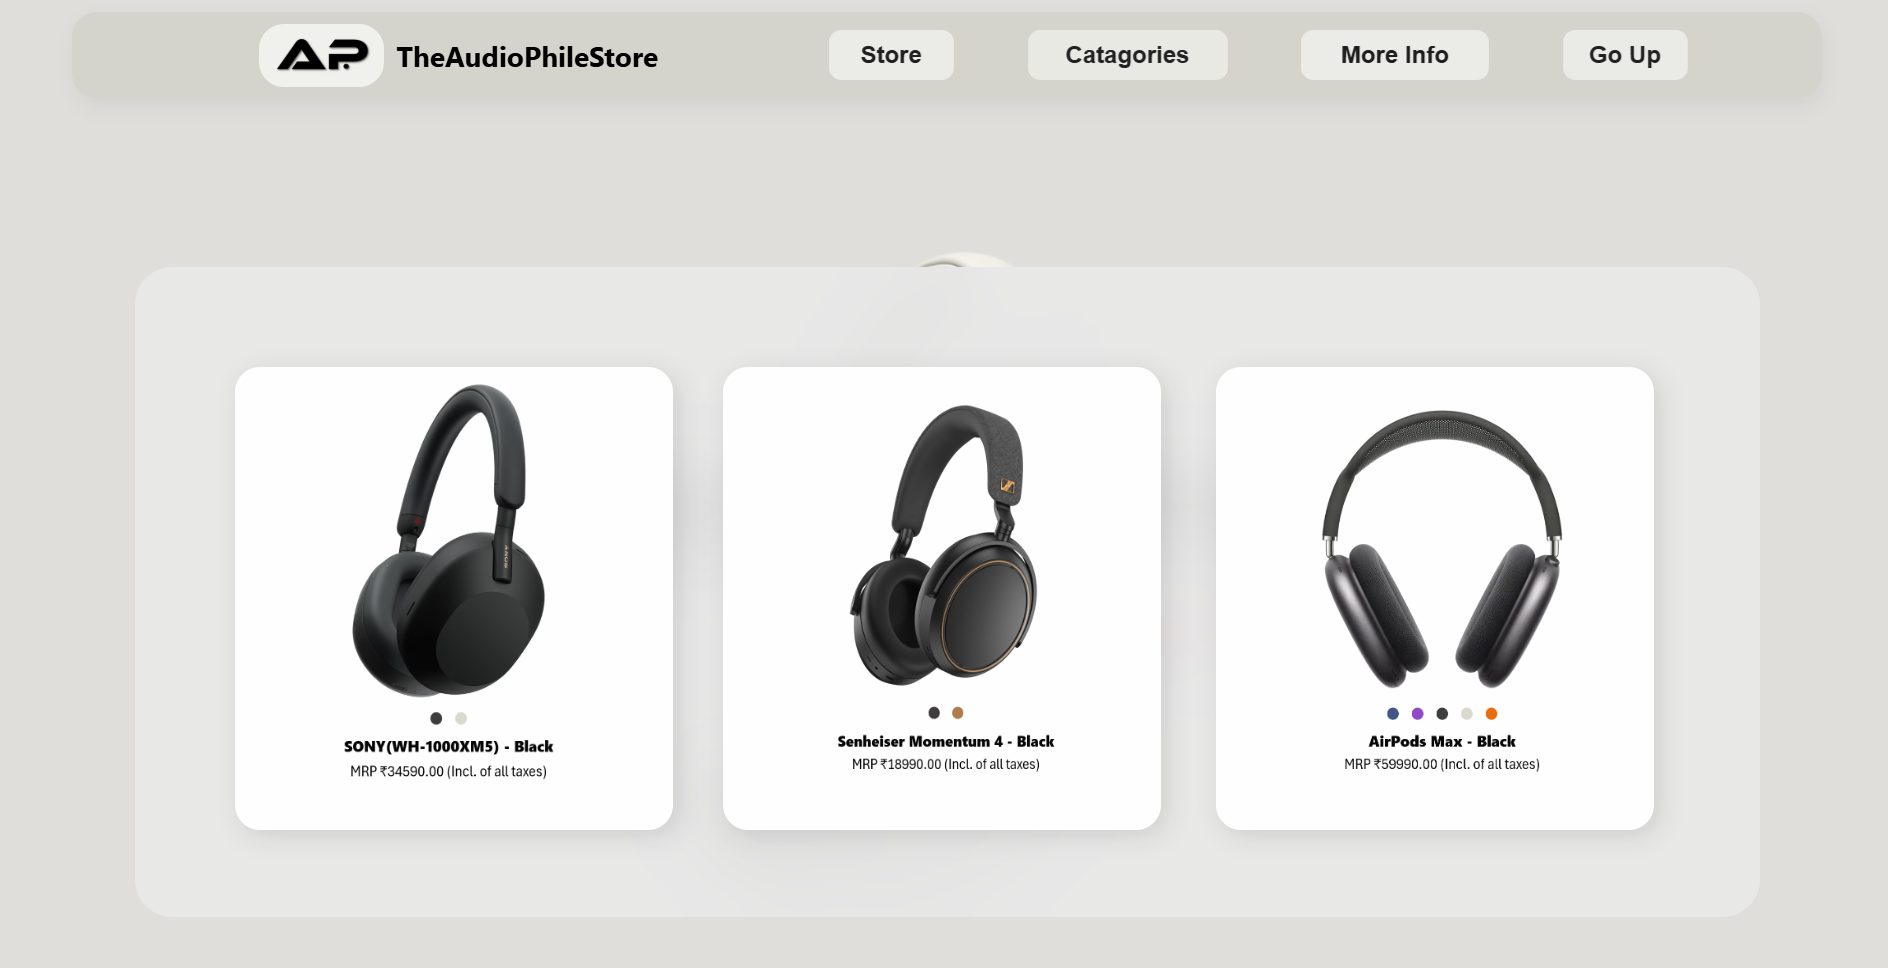 AP
TheAudioPhileStore
Store
Catagories
More Info
Go Up
SONY
SONY(WH-1000XM5) - Black
MRP ₹34590.00 (Incl. of all taxes)
Senheiser Momentum 4 - Black
MRP ₹18990.00 (Incl. of all taxes)
AirPods Max - Black
MRP ₹59990.00 (Incl. of all taxes)